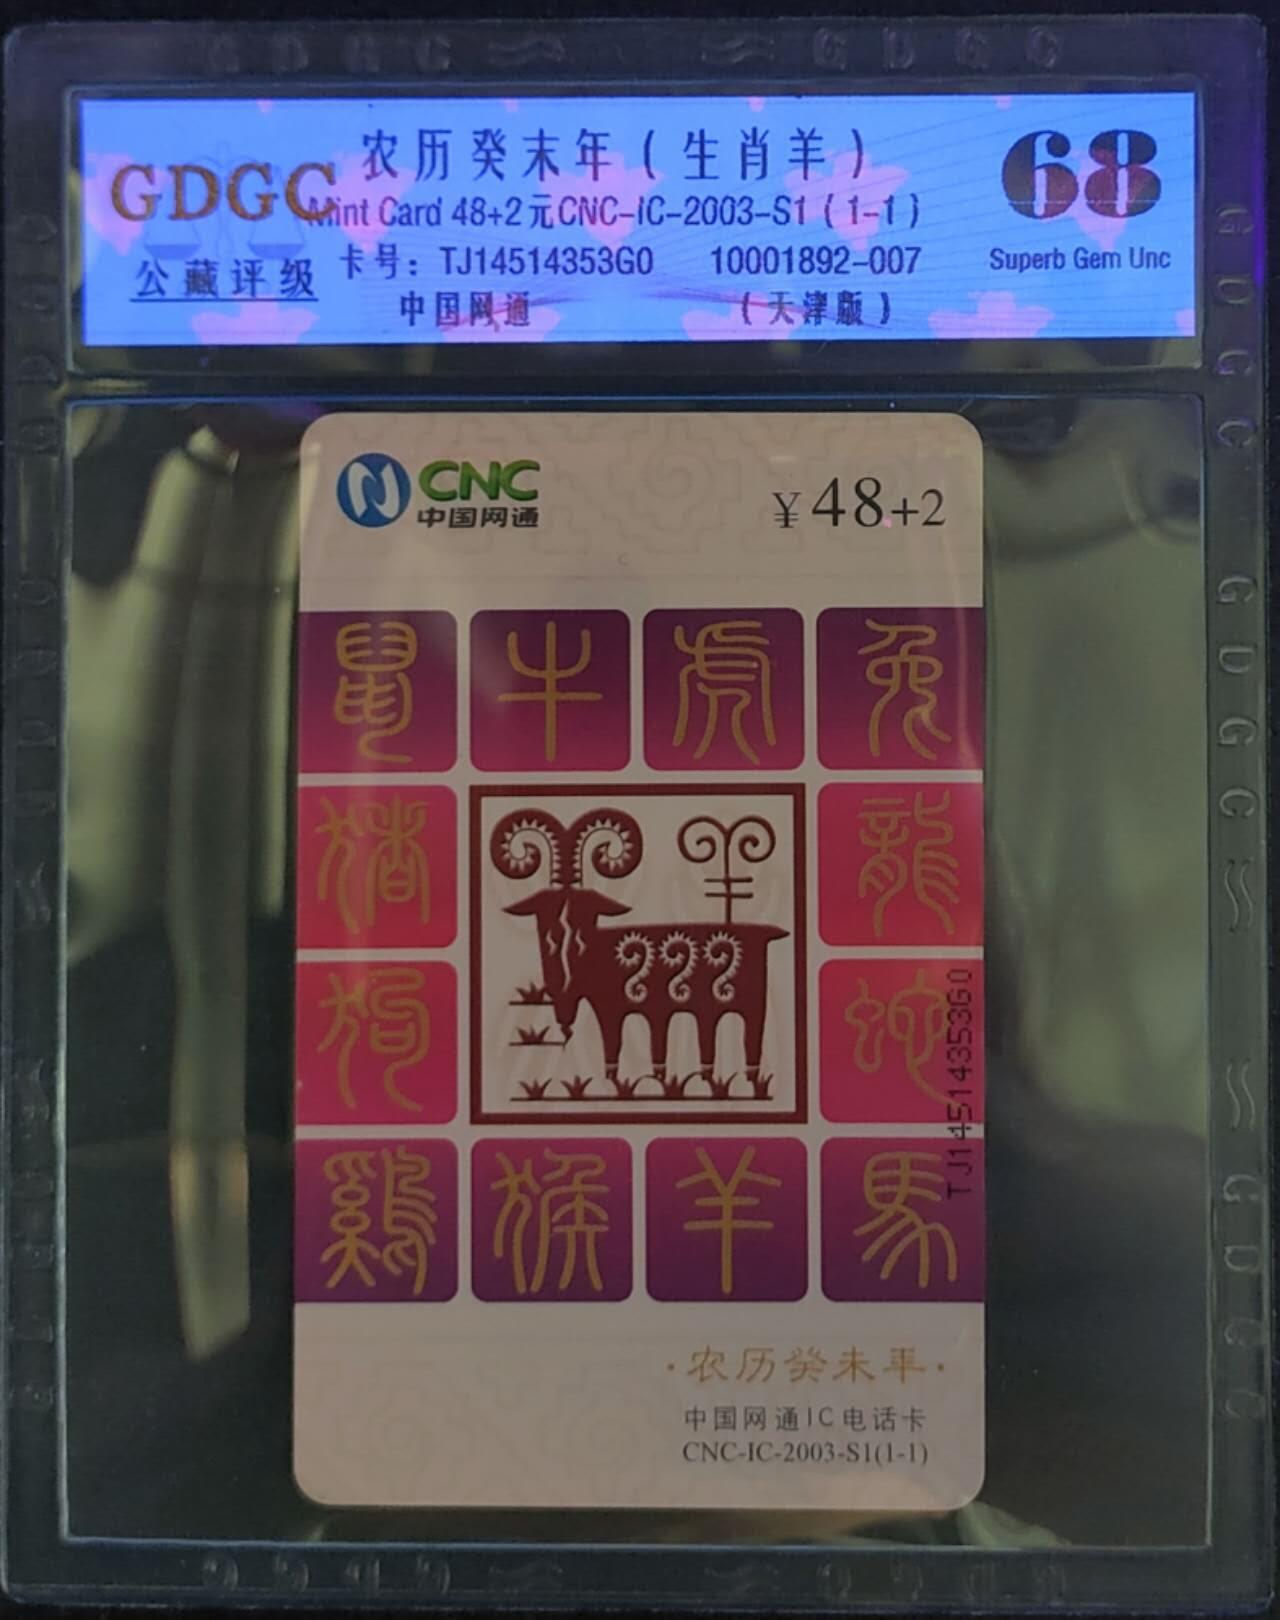 GDGC
公藏评级
农历癸末年(生肖羊)
Mint Card 48+2元CNC-IC-2003-S1(1-1)
卡号:TJ14514353G0 10001892-007
中国网通 (天津版)
68
Superb Gem Unc
CNC
中国网通
¥48+2
鼠 牛 虎 兔
猪 羊 龍
狗 蛇
鷄 猴 羊 馬
TJ14514353G0
·农历癸未年·
中国网通IC电话卡
CNC-IC-2003-S1(1-1)